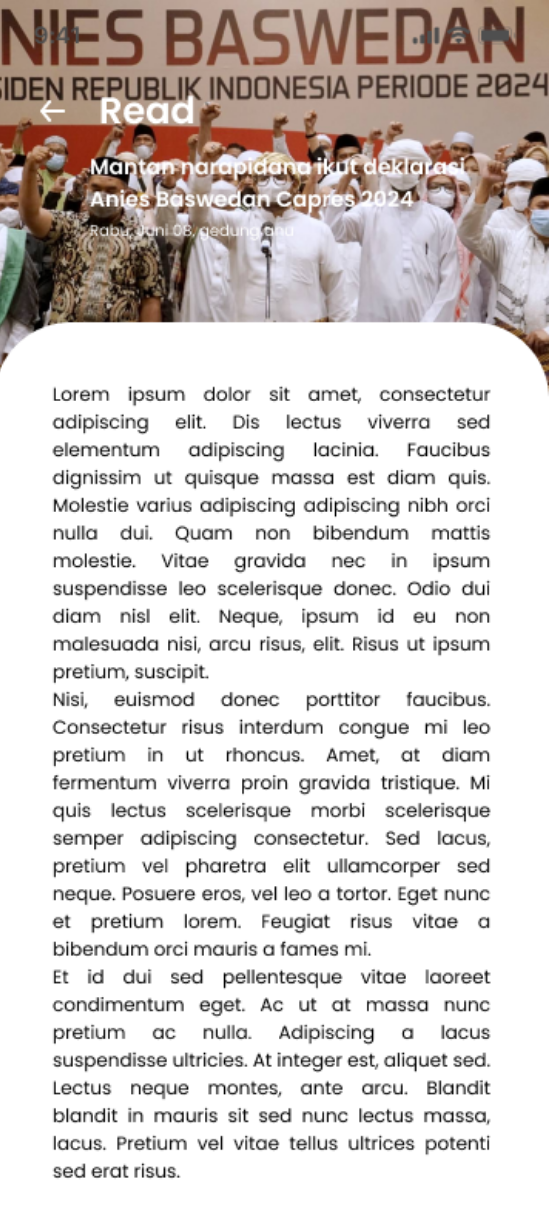 NIES BASWEDAN
SIDEN REPUBLIK INDONESIA PERIODE 2024
9:41
Read
Mantan narapidana ikut deklarasi
Anies Baswedan Capres 2024
Rabu, Juni 08, gedung and
Lorem ipsum dolor sit amet, consectetur
adipiscing elit. Dis lectus viverra sed
elementum adipiscing lacinia. Faucibus
dignissim ut quisque massa est diam quis.
Molestie varius adipiscing adipiscing nibh orci
nulla dui. Quam non bibendum mattis
molestie. Vitae gravida nec in ipsum
suspendisse leo scelerisque donec. Odio dui
diam nisl elit. Neque, ipsum id eu non
malesuada nisi, arcu risus, elit. Risus ut ipsum
pretium, suscipit.
Nisi, euismod donec porttitor faucibus.
Consectetur risus interdum congue mi leo
pretium in ut rhoncus. Amet, at diam
fermentum viverra proin gravida tristique. Mi
quis lectus scelerisque morbi scelerisque
semper adipiscing consectetur. Sed lacus,
pretium vel pharetra elit ullamcorper sed
neque. Posuere eros, vel leo a tortor. Eget nunc
et pretium lorem. Feugiat risus vitae a
bibendum orci mauris a fames mi.
Et id dui sed pellentesque vitae laoreet
condimentum eget. Ac ut at massa nunc
pretium ac nulla. Adipiscing a lacus
suspendisse ultricies. At integer est, aliquet sed.
Lectus neque montes, ante arcu. Blandit
blandit in mauris sit sed nunc lectus massa,
lacus. Pretium vel vitae tellus ultrices potenti
sed erat risus.